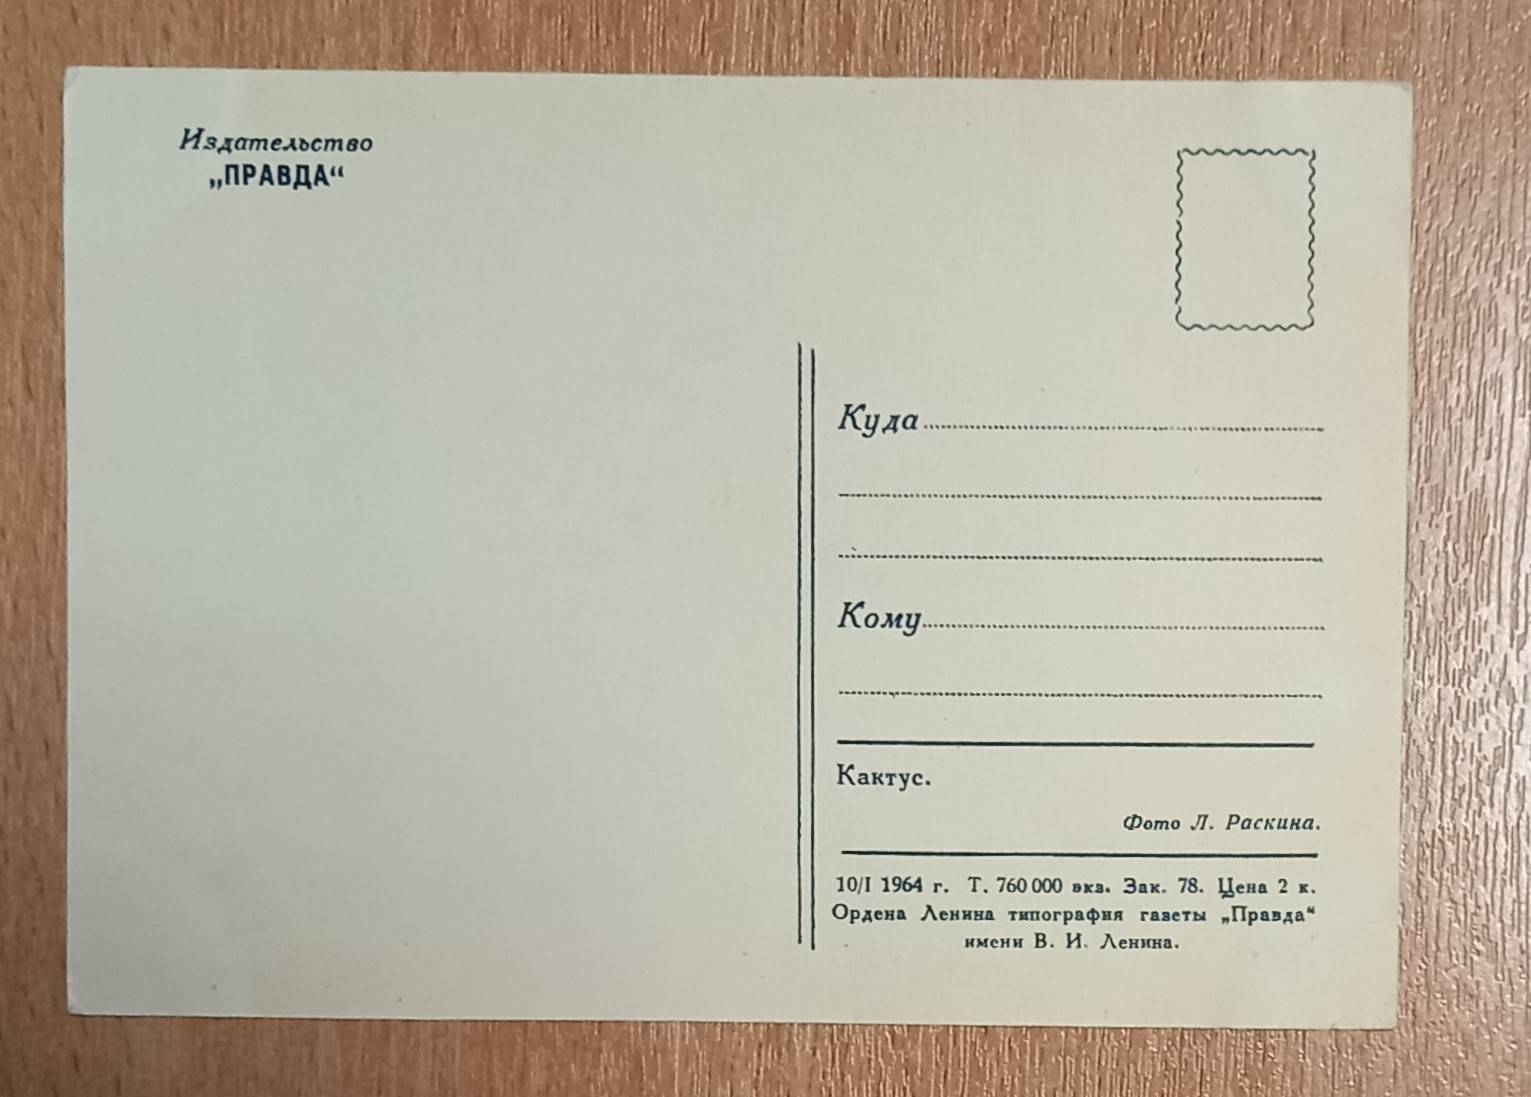 Издательство
„ПРАВДА“
Куда
Кому
Кактус.
Фото Л. Раскина.
10/I 1964 г. Т. 760 000 экз. Зак. 78. Цена 2 к.
Ордена Ленина типография газеты „Правда“
имени В. И. Ленина.